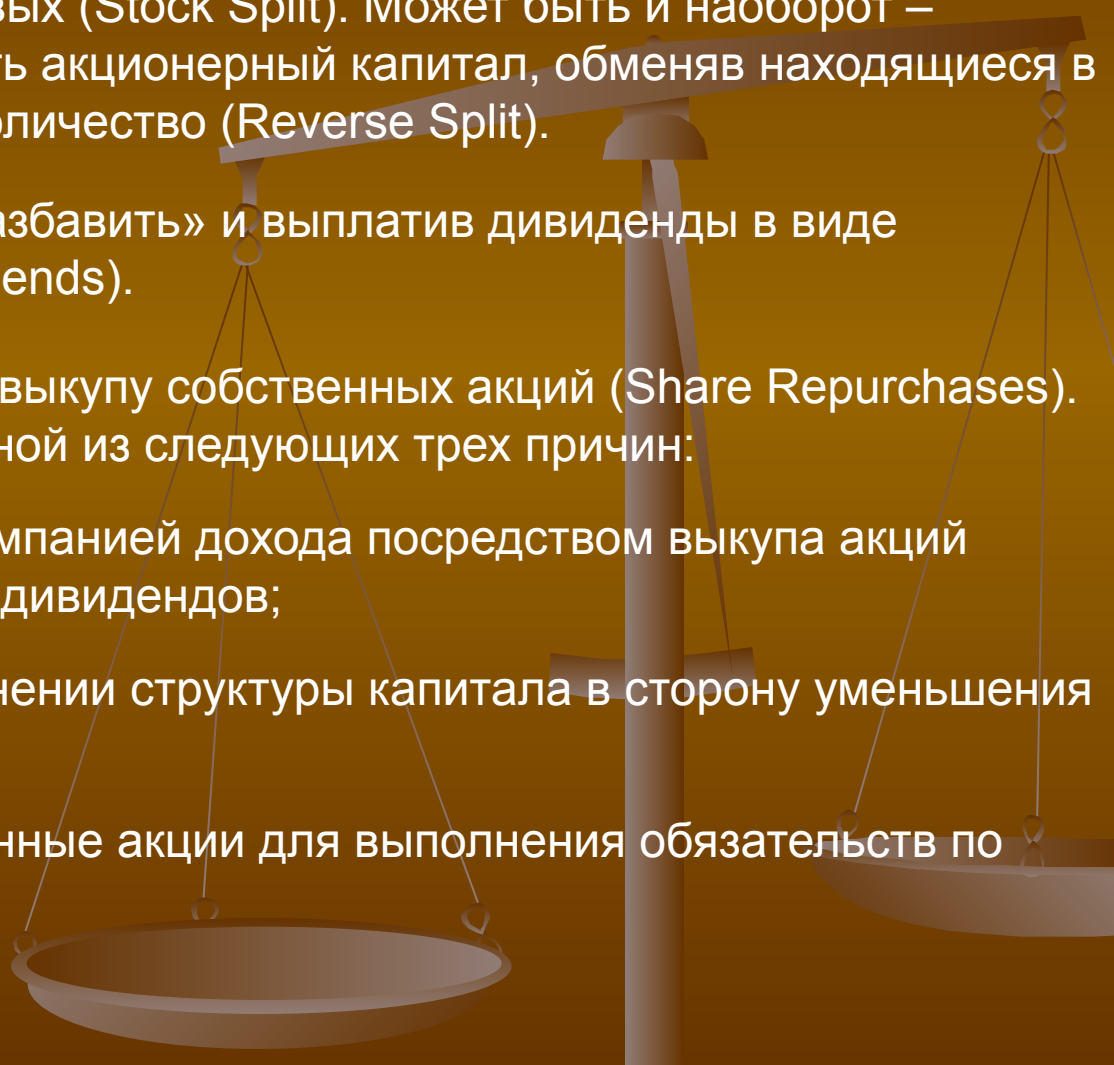 вых (Stock Split). Может быть и наоборот –
ть акционерный капитал, обменяв находящиеся в
оличество (Reverse Split).
азбавить» и выплатив дивиденды в виде
ends).
выкупу собственных акций (Share Repurchases).
ной из следующих трех причин:
мпанией дохода посредством выкупа акций
дивидендов;
нении структуры капитала в сторону уменьшения
нные акции для выполнения обязательств по